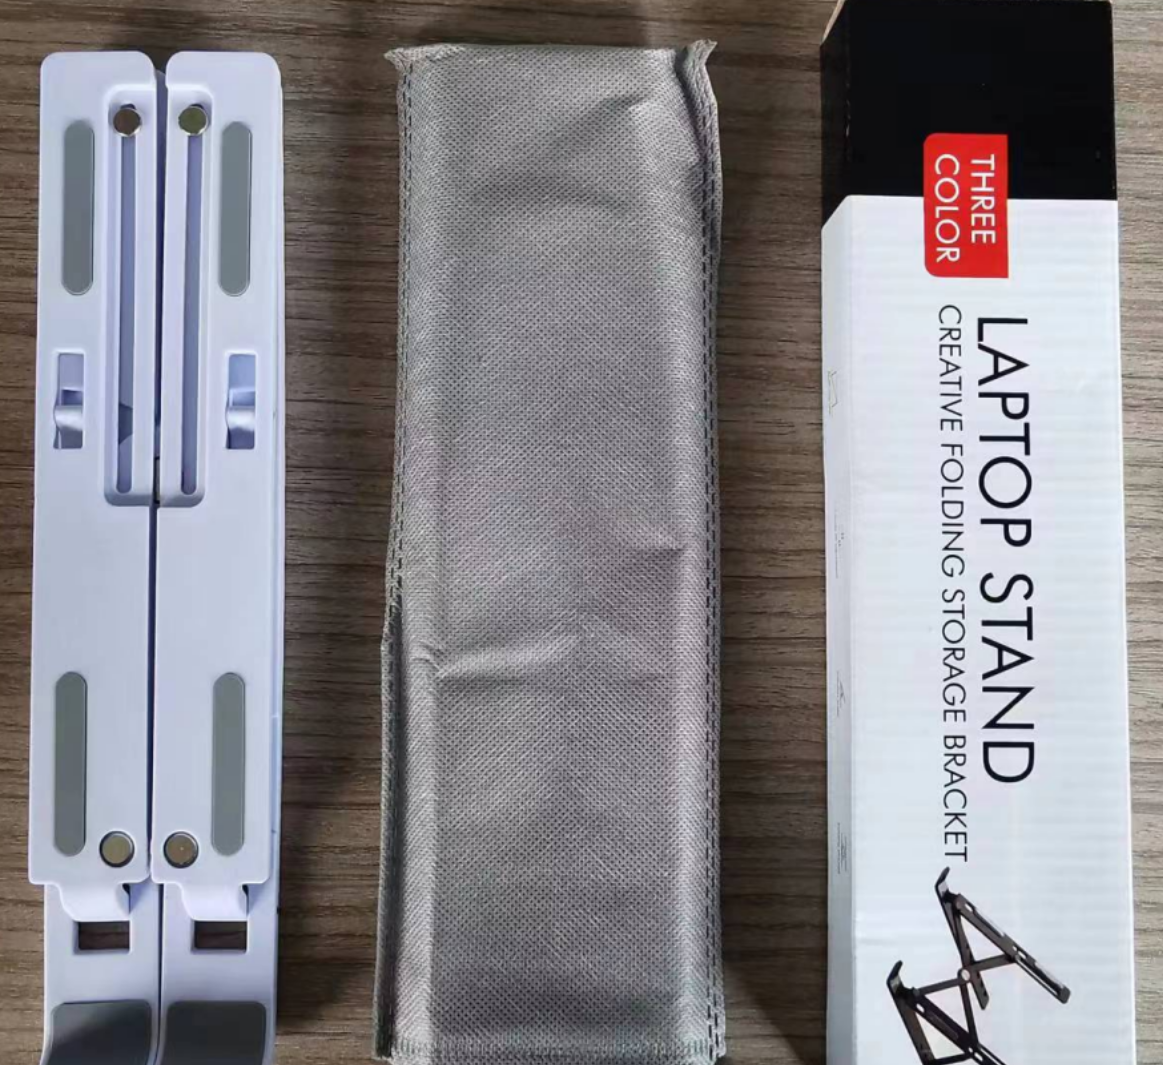 THREE
COLOR
LAPTOP STAND
CREATIVE FOLDING STORAGE BRACKET